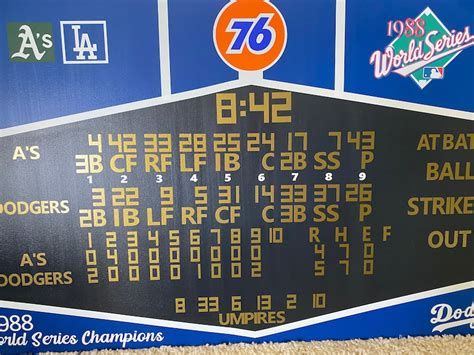 A's LA
76
1988
World Series
8:42
A'S 4 42 33 28 25 24 17 7 43 AT BAT
3B CF RF LF 1B C 2B SS P BALL
1 2 3 4 5 6 7 8 9
DODGERS 3 22 9 5 31 14 33 37 26 STRIKE
2B 1B LF RF CF C 3B SS P
1 2 3 4 5 6 7 8 9 10 R H E F OUT
A'S 0 4 0 0 0 0 0 0 0 4 7 0
DODGERS 2 0 0 0 0 1 0 0 2 5 7 0
8 33 6 13 2 10
UMPIRES
1988
World Series Champions